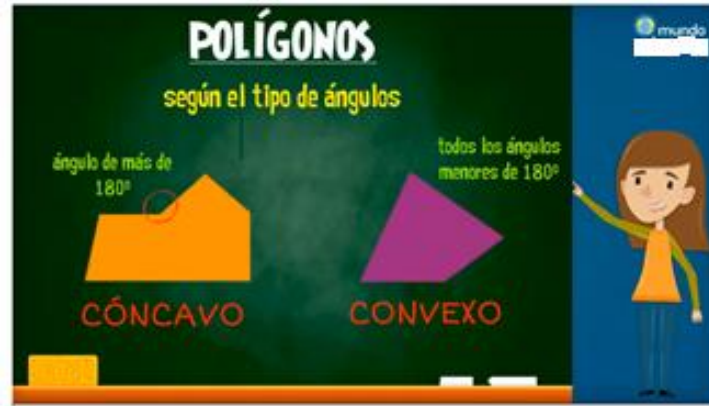 POLÍGONOS
según el tipo de ángulos
ángulo de más de
180º
todos los ángulos
menores de 180º
CÓNCAVO
CONVEXO
mundo